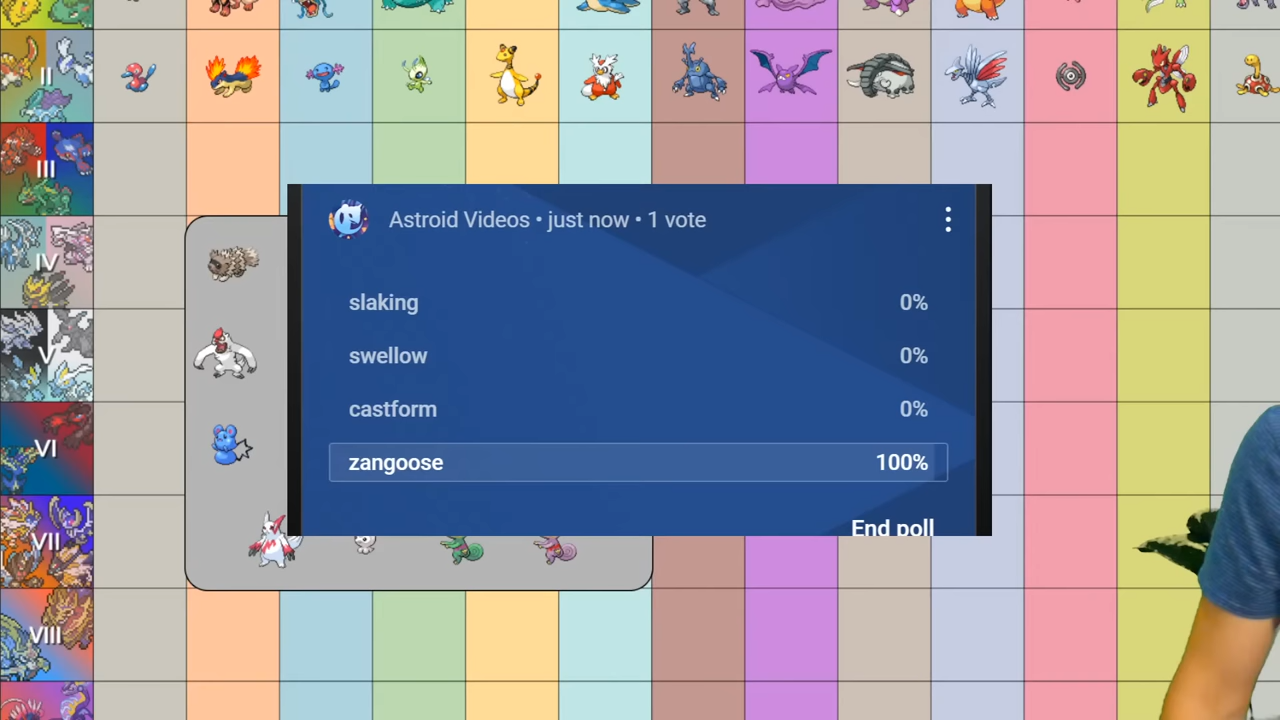 II
III
IV
V
VI
VII
VIII
Astroid Videos • just now • 1 vote
slaking 0%
swellow 0%
castform 0%
zangoose 100%
End poll